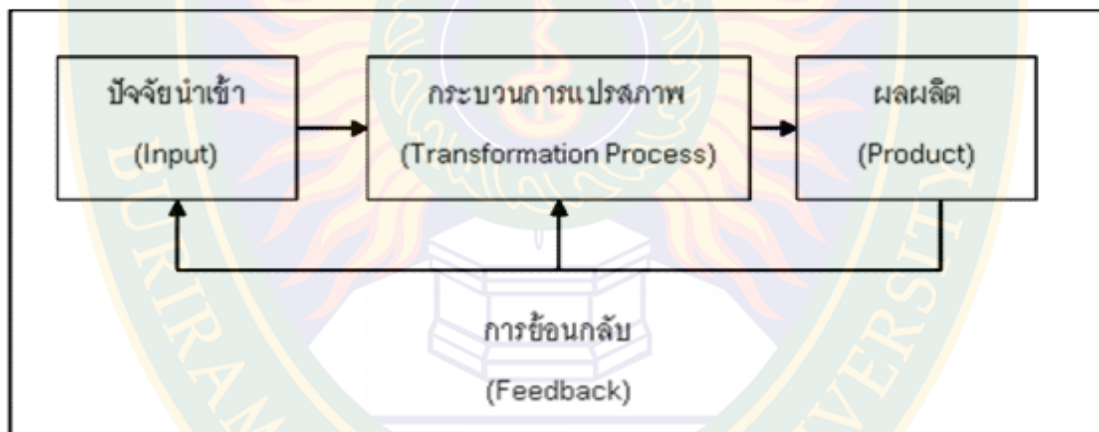 ปัจจัยนำเข้า
(Input)
กระบวนการแปรสภาพ
(Transformation Process)
ผลผลิต
(Product)
การย้อนกลับ
(Feedback)
BURIRAM
UNIVERSITY